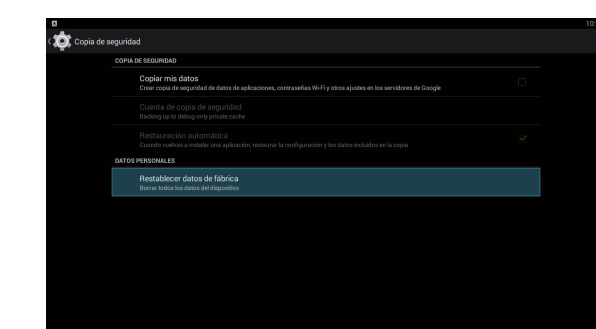 10:
Copia de seguridad
COPIA DE SEGURIDAD
Copiar mis datos
Crear copia de seguridad de datos de aplicaciones, contraseñas Wi-Fi y otros ajustes en los servidores de Google
Cuenta de copia de seguridad
Backing up to debug-only private cache
Restauración automática
Cuando vuelvas a instalar una aplicación, restaurar la configuración y los datos incluidos en la copia
DATOS PERSONALES
Restablecer datos de fábrica
Borrar todos los datos del dispositivo